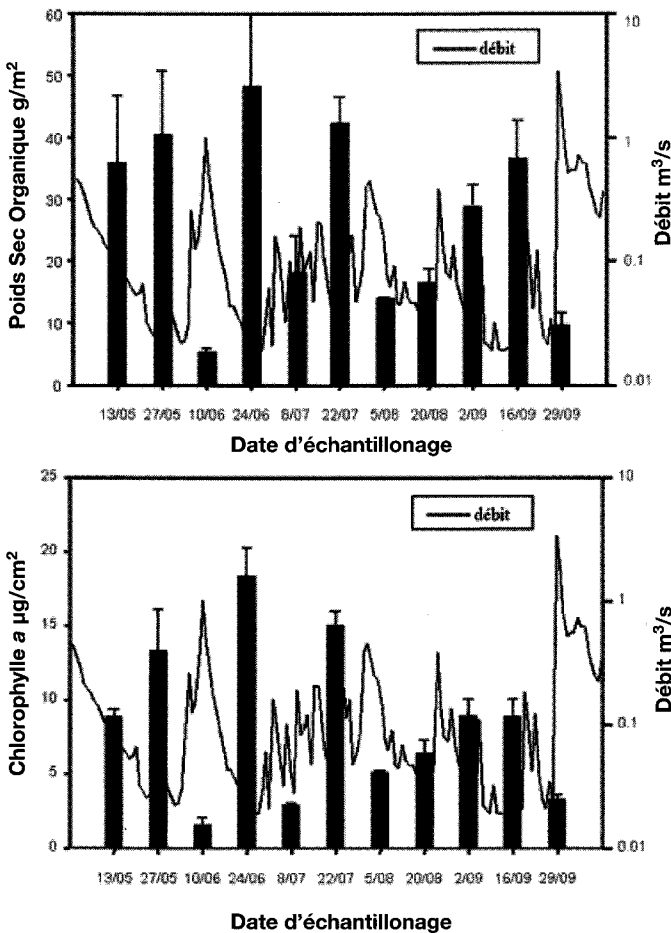 60
50
40
30
20
10
0
Poids Sec Organique g/m²
débit
10
1
0.1
0.01
Débit m³/s
13/05 27/05 10/06 24/06 8/07 22/07 5/08 20/08 2/09 16/09 29/09
Date d'échantillonage
25
20
15
10
5
0
Chlorophylle a µg/cm²
débit
10
1
0.1
0.01
Débit m³/s
13/05 27/05 10/06 24/06 8/07 22/07 5/08 20/08 2/09 16/09 29/09
Date d'échantillonage